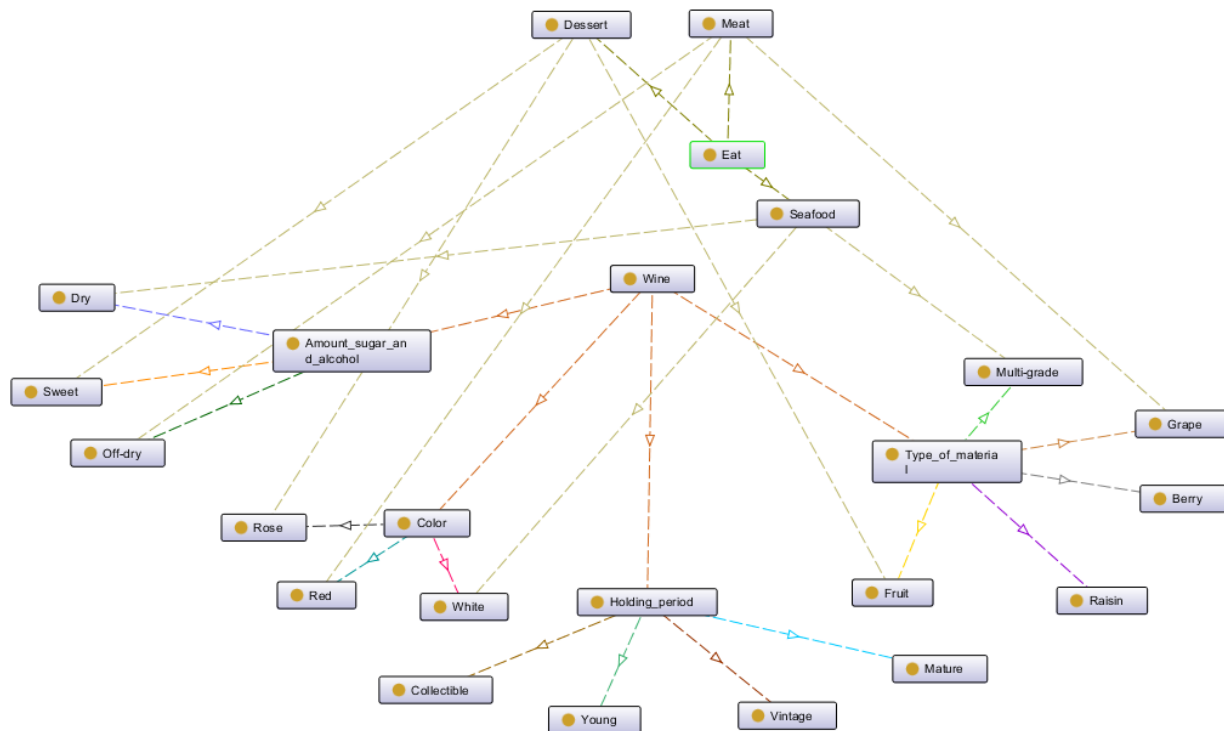 Dessert
Meat
Eat
Seafood
Wine
Dry
Amount_sugar_an
d_alcohol
Sweet
Multi-grade
Off-dry
Grape
Type_of_materia
l
Berry
Rose
Color
Red
White
Holding_period
Fruit
Raisin
Mature
Collectible
Young
Vintage